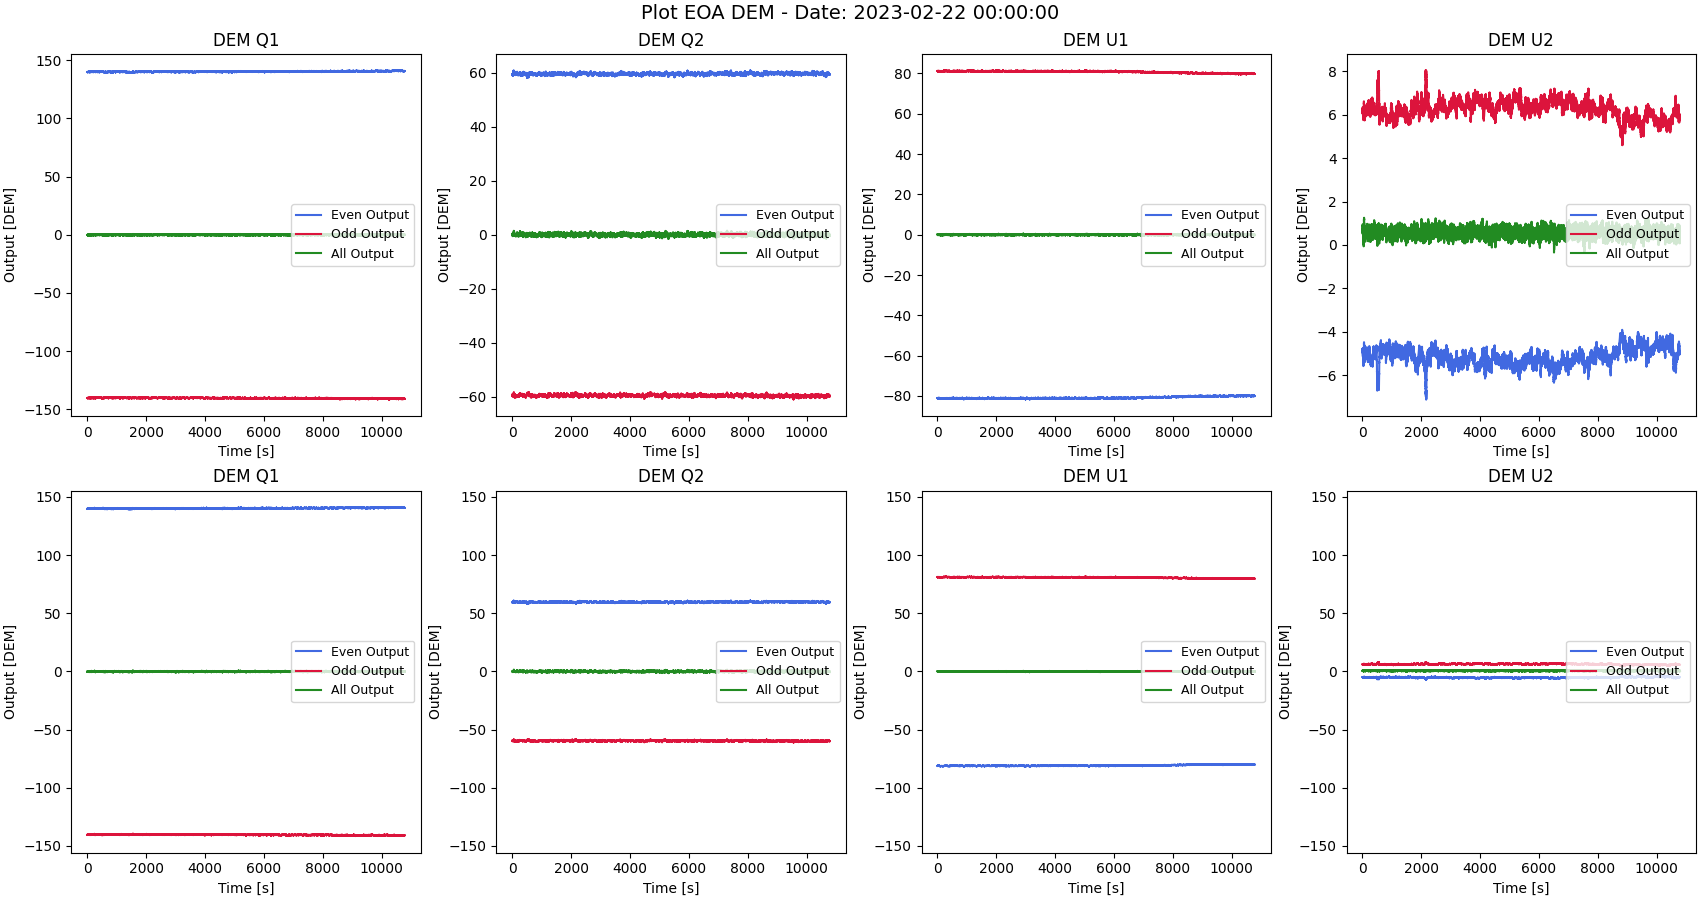 Plot EOA DEM - Date: 2023-02-22 00:00:00
DEM Q1
150
100
50
0
−50
−100
−150
Output [DEM]
0 2000 4000 6000 8000 10000
Time [s]
Even Output
Odd Output
All Output
DEM Q2
60
40
20
0
−20
−40
−60
Output [DEM]
0 2000 4000 6000 8000 10000
Time [s]
Even Output
Odd Output
All Output
DEM U1
80
60
40
20
0
−20
−40
−60
−80
Output [DEM]
0 2000 4000 6000 8000 10000
Time [s]
Even Output
Odd Output
All Output
DEM U2
8
6
4
2
0
−2
−4
−6
Output [DEM]
0 2000 4000 6000 8000 10000
Time [s]
Even Output
Odd Output
All Output
DEM Q1
150
100
50
0
−50
−100
−150
Output [DEM]
0 2000 4000 6000 8000 10000
Time [s]
Even Output
Odd Output
All Output
DEM Q2
150
100
50
0
−50
−100
−150
Output [DEM]
0 2000 4000 6000 8000 10000
Time [s]
Even Output
Odd Output
All Output
DEM U1
150
100
50
0
−50
−100
−150
Output [DEM]
0 2000 4000 6000 8000 10000
Time [s]
Even Output
Odd Output
All Output
DEM U2
150
100
50
0
−50
−100
−150
Output [DEM]
0 2000 4000 6000 8000 10000
Time [s]
Even Output
Odd Output
All Output